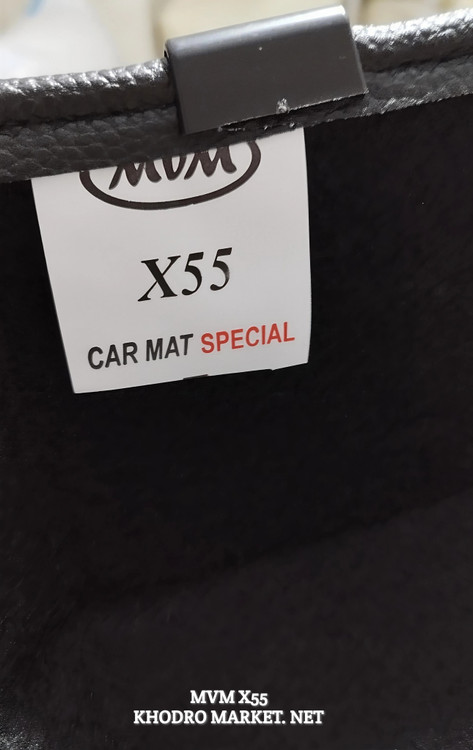 MVM
X55
CAR MAT SPECIAL
MVM X55
KHODRO MARKET. NET